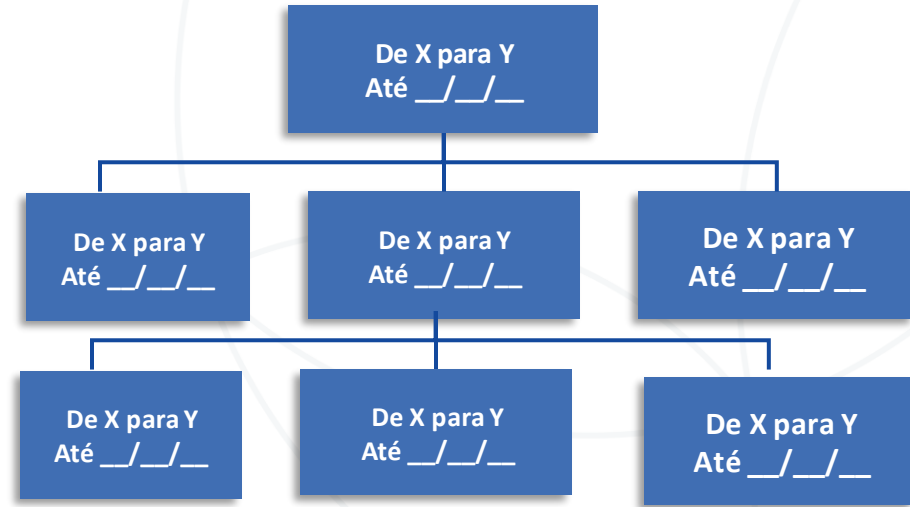 De X para Y
Até __/__/__
De X para Y
Até __/__/__
De X para Y
Até __/__/__
De X para Y
Até __/__/__
De X para Y
Até __/__/__
De X para Y
Até __/__/__
De X para Y
Até __/__/__